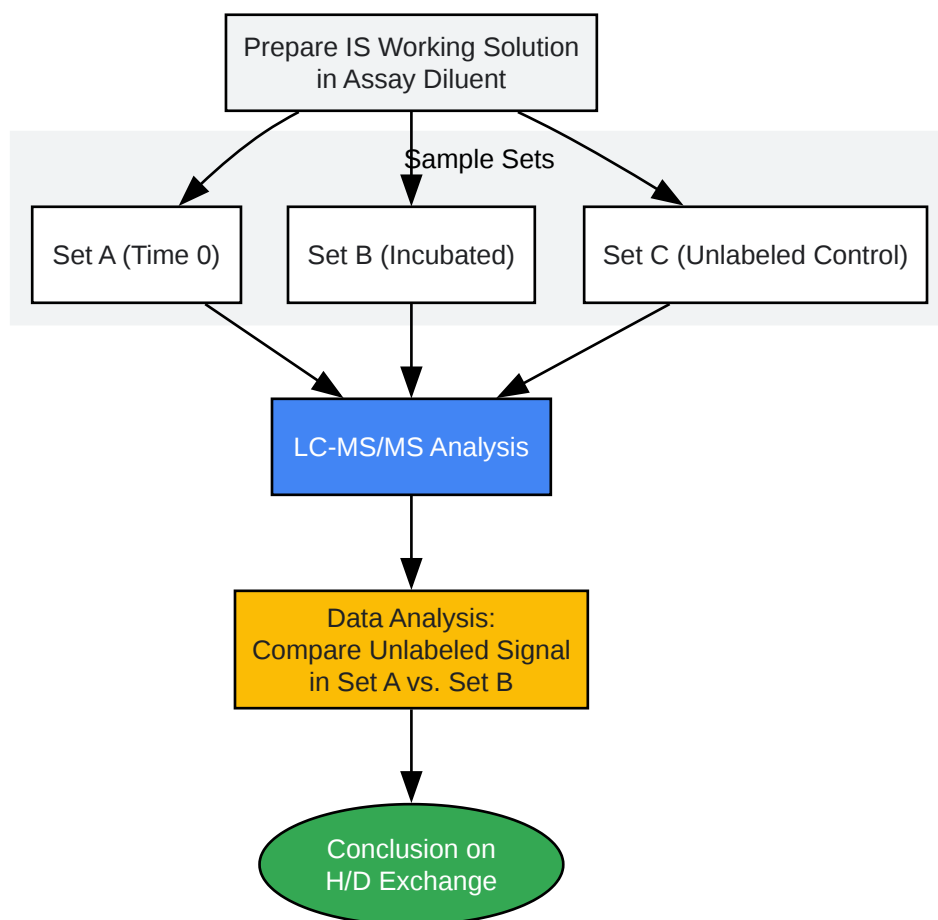 Prepare IS Working Solution
in Assay Diluent
Sample Sets
Set A (Time 0)
Set B (Incubated)
Set C (Unlabeled Control)
LC-MS/MS Analysis
Data Analysis:
Compare Unlabeled Signal
in Set A vs. Set B
Conclusion on
H/D Exchange